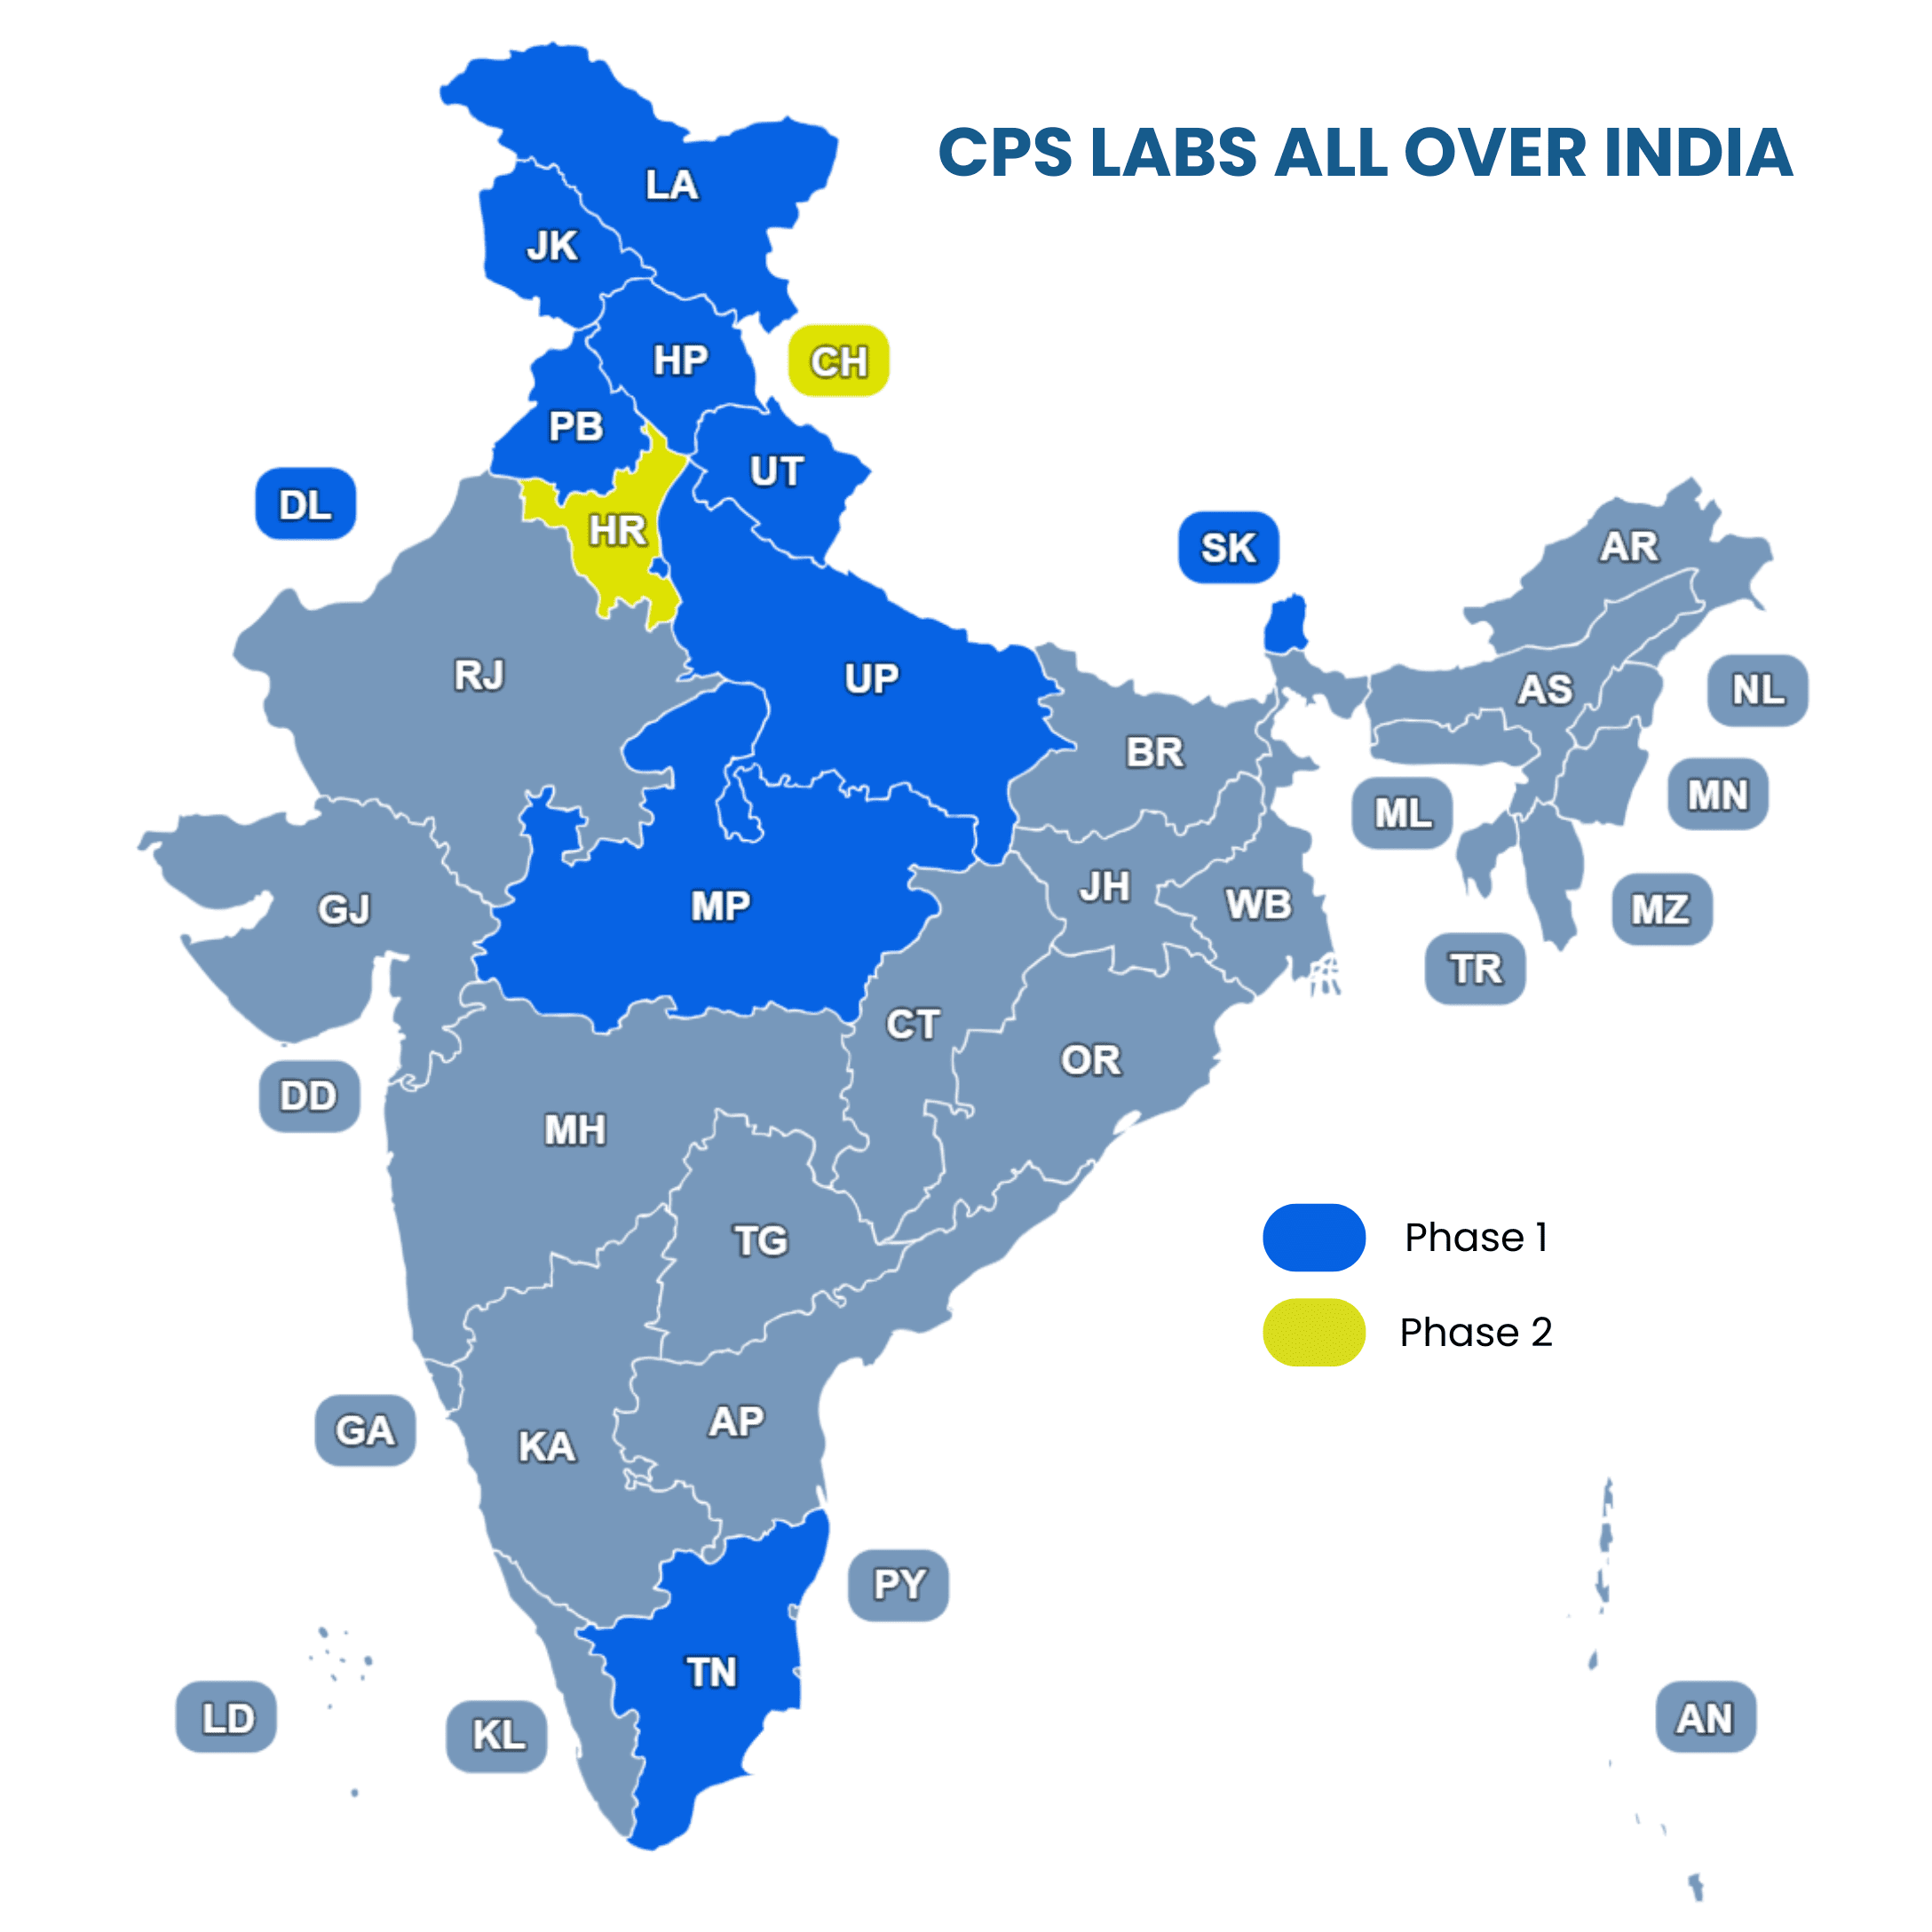 CPS LABS ALL OVER INDIA
LA
JK
HP
CH
PB
UT
DL
HR
SK
AR
RJ
UP
AS
NL
BR
MN
ML
JH
WB
MP
GJ
MZ
TR
CT
OR
DD
MH
TG
Phase 1
Phase 2
AP
GA
KA
PY
TN
LD
KL
AN